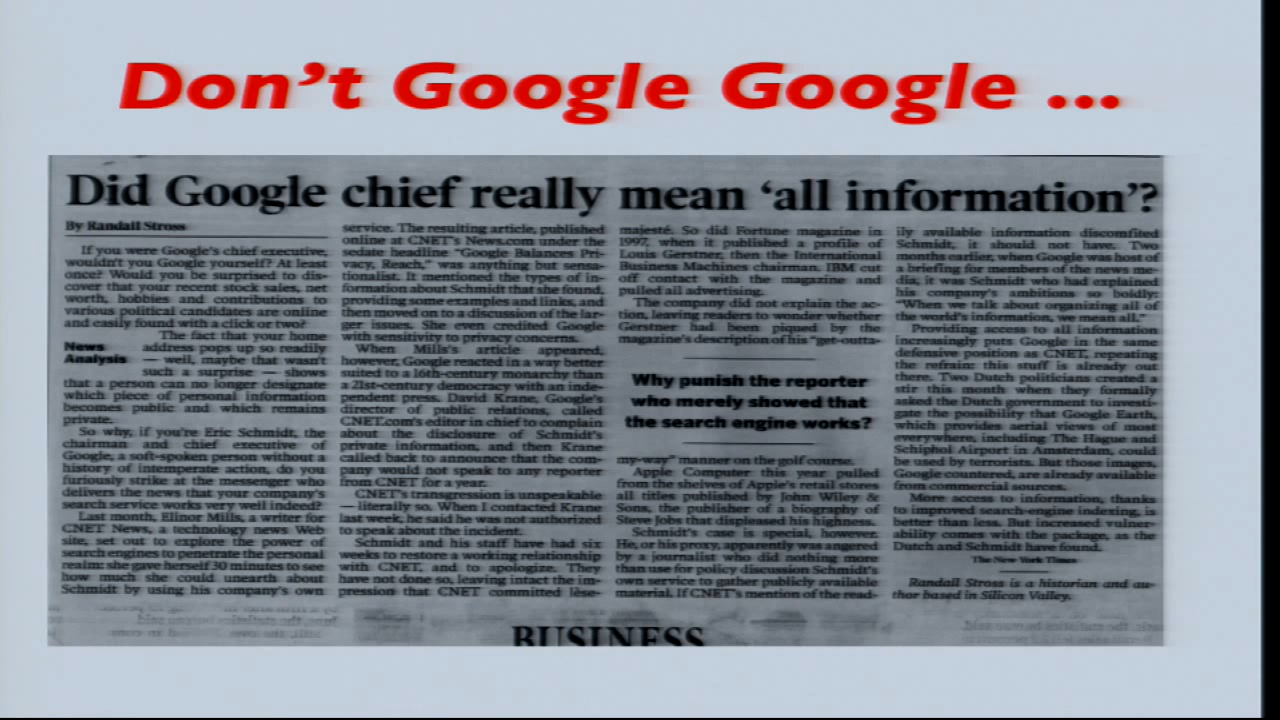 Don't Google Google ...
Did Google chief really mean 'all information'?
By Randall Stross
If you were Google's chief executive,
wouldn't you Google yourself? At least
once? Would you be surprised to dis-
cover that your recent stock sales, net
worth, hobbies and contributions to
various political candidates are online
and easily found with a click or two?
The fact that your home
News
Analysis
address pops up so readily
— well, maybe that wasn't
such a surprise — shows
that a person can no longer designate
which piece of personal information
becomes public and which remains
private.
So why, if you're Eric Schmidt, the
chairman and chief executive of
Google, a soft-spoken person without a
history of intemperate action, do you
furiously strike at the messenger who
delivers the news that your company's
search service works very well indeed?
Last month, Elinor Mills, a writer for
CNET News, a technology news Web
site, set out to explore the power of
search engines to penetrate the personal
realm: she gave herself 30 minutes to see
how much she could unearth about
Schmidt by using his company's own
service. The resulting article, published
online at CNET's News.com under the
sedate headline "Google Balances Pri-
vacy, Reach," was anything but sensa-
tionalist. It mentioned the types of in-
formation about Schmidt that she found,
providing some examples and links, and
then moved on to a discussion of the lar-
ger issues. She even credited Google
with sensitivity to privacy concerns.
When Mills's article appeared,
however, Google reacted in a way better
suited to a 16th-century monarchy than
a 21st-century democracy with an inde-
pendent press. David Krane, Google's
director of public relations, called
CNET.com's editor in chief to complain
about the disclosure of Schmidt's
private information, and then Krane
called back to announce that the com-
pany would not speak to any reporter
from CNET for a year.
CNET's transgression is unspeakable
— literally so. When I contacted Krane
last week, he said he was not authorized
to speak about the incident.
Schmidt and his staff have had six
weeks to restore a working relationship
with CNET, and to apologize. They
have not done so, leaving intact the im-
pression that CNET committed lèse-
majesté. So did Fortune magazine in
1997, when it published a profile of
Louis Gerstner, then the International
Business Machines chairman. IBM cut
off contact with the magazine and
pulled all advertising.
The company did not explain the ac-
tion, leaving readers to wonder whether
Gerstner had been piqued by the
magazine's description of his "get-outta-
Why punish the reporter
who merely showed that
the search engine works?
my-way" manner on the golf course.
Apple Computer this year pulled
from the shelves of Apple's retail stores
all titles published by John Wiley &
Sons, the publisher of a biography of
Steve Jobs that displeased his highness.
Schmidt's case is special, however.
He, or his proxy, apparently was angered
by a journalist who did nothing more
than use for policy discussion Schmidt's
own service to gather publicly available
material. If CNET's mention of the read-
ily available information discomfited
Schmidt, it should not have. Two
months earlier, when Google was host of
a briefing for members of the news me-
dia, it was Schmidt who had explained
his company's ambitions so boldly:
"When we talk about organizing all of
the world's information, we mean all."
Providing access to all information
increasingly puts Google in the same
defensive position as CNET, repeating
the refrain: this stuff is already out
there. Two Dutch politicians created a
stir this month when they formally
asked the Dutch government to investi-
gate the possibility that Google Earth,
which provides aerial views of most
everywhere, including The Hague and
Schiphol Airport in Amsterdam, could
be used by terrorists. But those images,
Google countered, are already available
from commercial sources.
More access to information, thanks
to improved search-engine indexing, is
better than less. But increased vulner-
ability comes with the package, as the
Dutch and Schmidt have found.
The New York Times
Randall Stross is a historian and au-
thor based in Silicon Valley.
BUSINESS